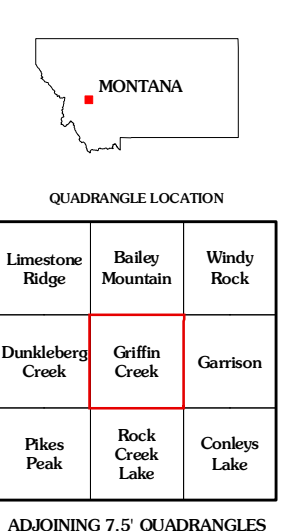 MONTANA
QUADRANGLE LOCATION
Limestone
Ridge
Bailey
Mountain
Windy
Rock
Dunkleberg
Creek
Griffin
Creek
Garrison
Pikes
Peak
Rock
Creek
Lake
Conleys
Lake
ADJOINING 7.5' QUADRANGLES